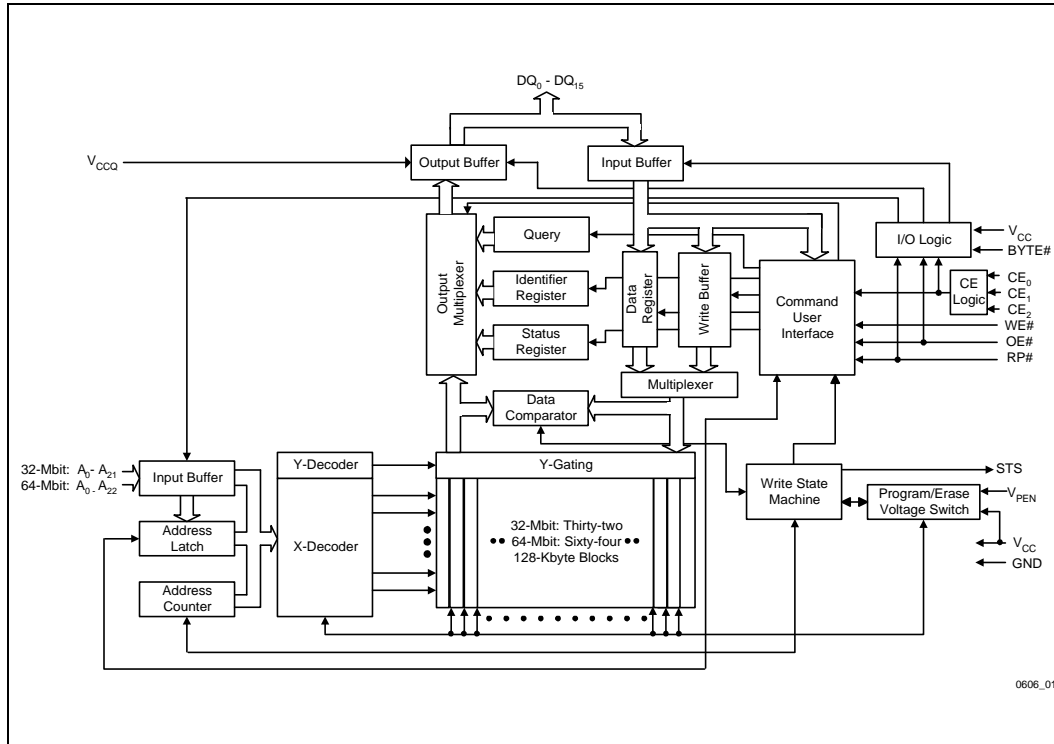 DQ0 - DQ15
VCCQ
Output Buffer
Input Buffer
I/O Logic
VCC
BYTE#
Output
Multiplexer
Query
Identifier
Register
Status
Register
Data
Register
Write Buffer
Command
User
Interface
CE
Logic
CE0
CE1
CE2
WE#
OE#
RP#
Multiplexer
Data
Comparator
32-Mbit: A0- A21
64-Mbit: A0 - A22
Input Buffer
Y-Decoder
Y-Gating
Write State
Machine
STS
Program/Erase
Voltage Switch
VPEN
Address
Latch
X-Decoder
32-Mbit: Thirty-two
64-Mbit: Sixty-four
128-Kbyte Blocks
VCC
GND
Address
Counter
0606_01